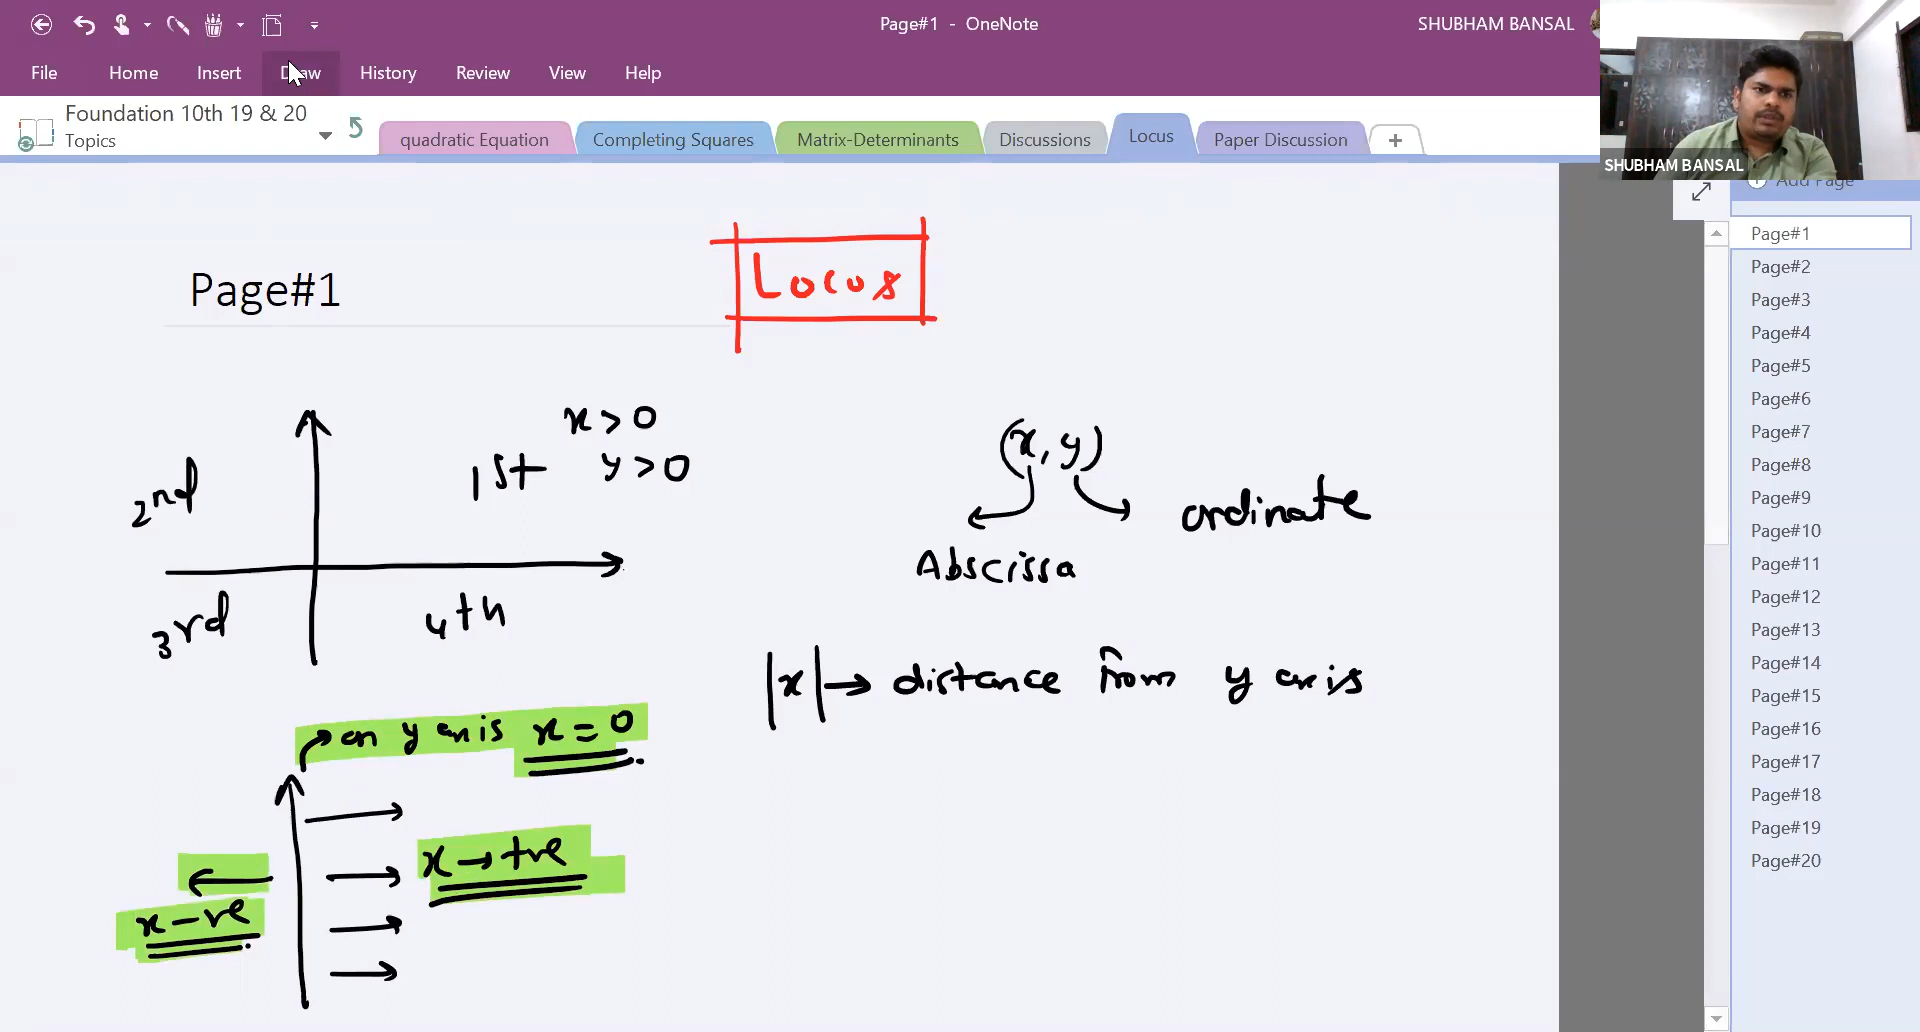 Page#1 - OneNote
SHUBHAM BANSAL
File Home Insert Draw History Review View Help
Foundation 10th 19 & 20
Topics
quadratic Equation
Completing Squares
Matrix-Determinants
Discussions
Locus
Paper Discussion
+
SHUBHAM BANSAL
Add Page
Page#1
Page#2
Page#3
Page#4
Page#5
Page#6
Page#7
Page#8
Page#9
Page#10
Page#11
Page#12
Page#13
Page#14
Page#15
Page#16
Page#17
Page#18
Page#19
Page#20
Page#1
Locus
x > 0
1st y > 0
2nd
3rd
4th
(x, y)
ordinate
Abscissa
|x| → distance from y axis
on y axis x = 0
x → +ve
x - ve